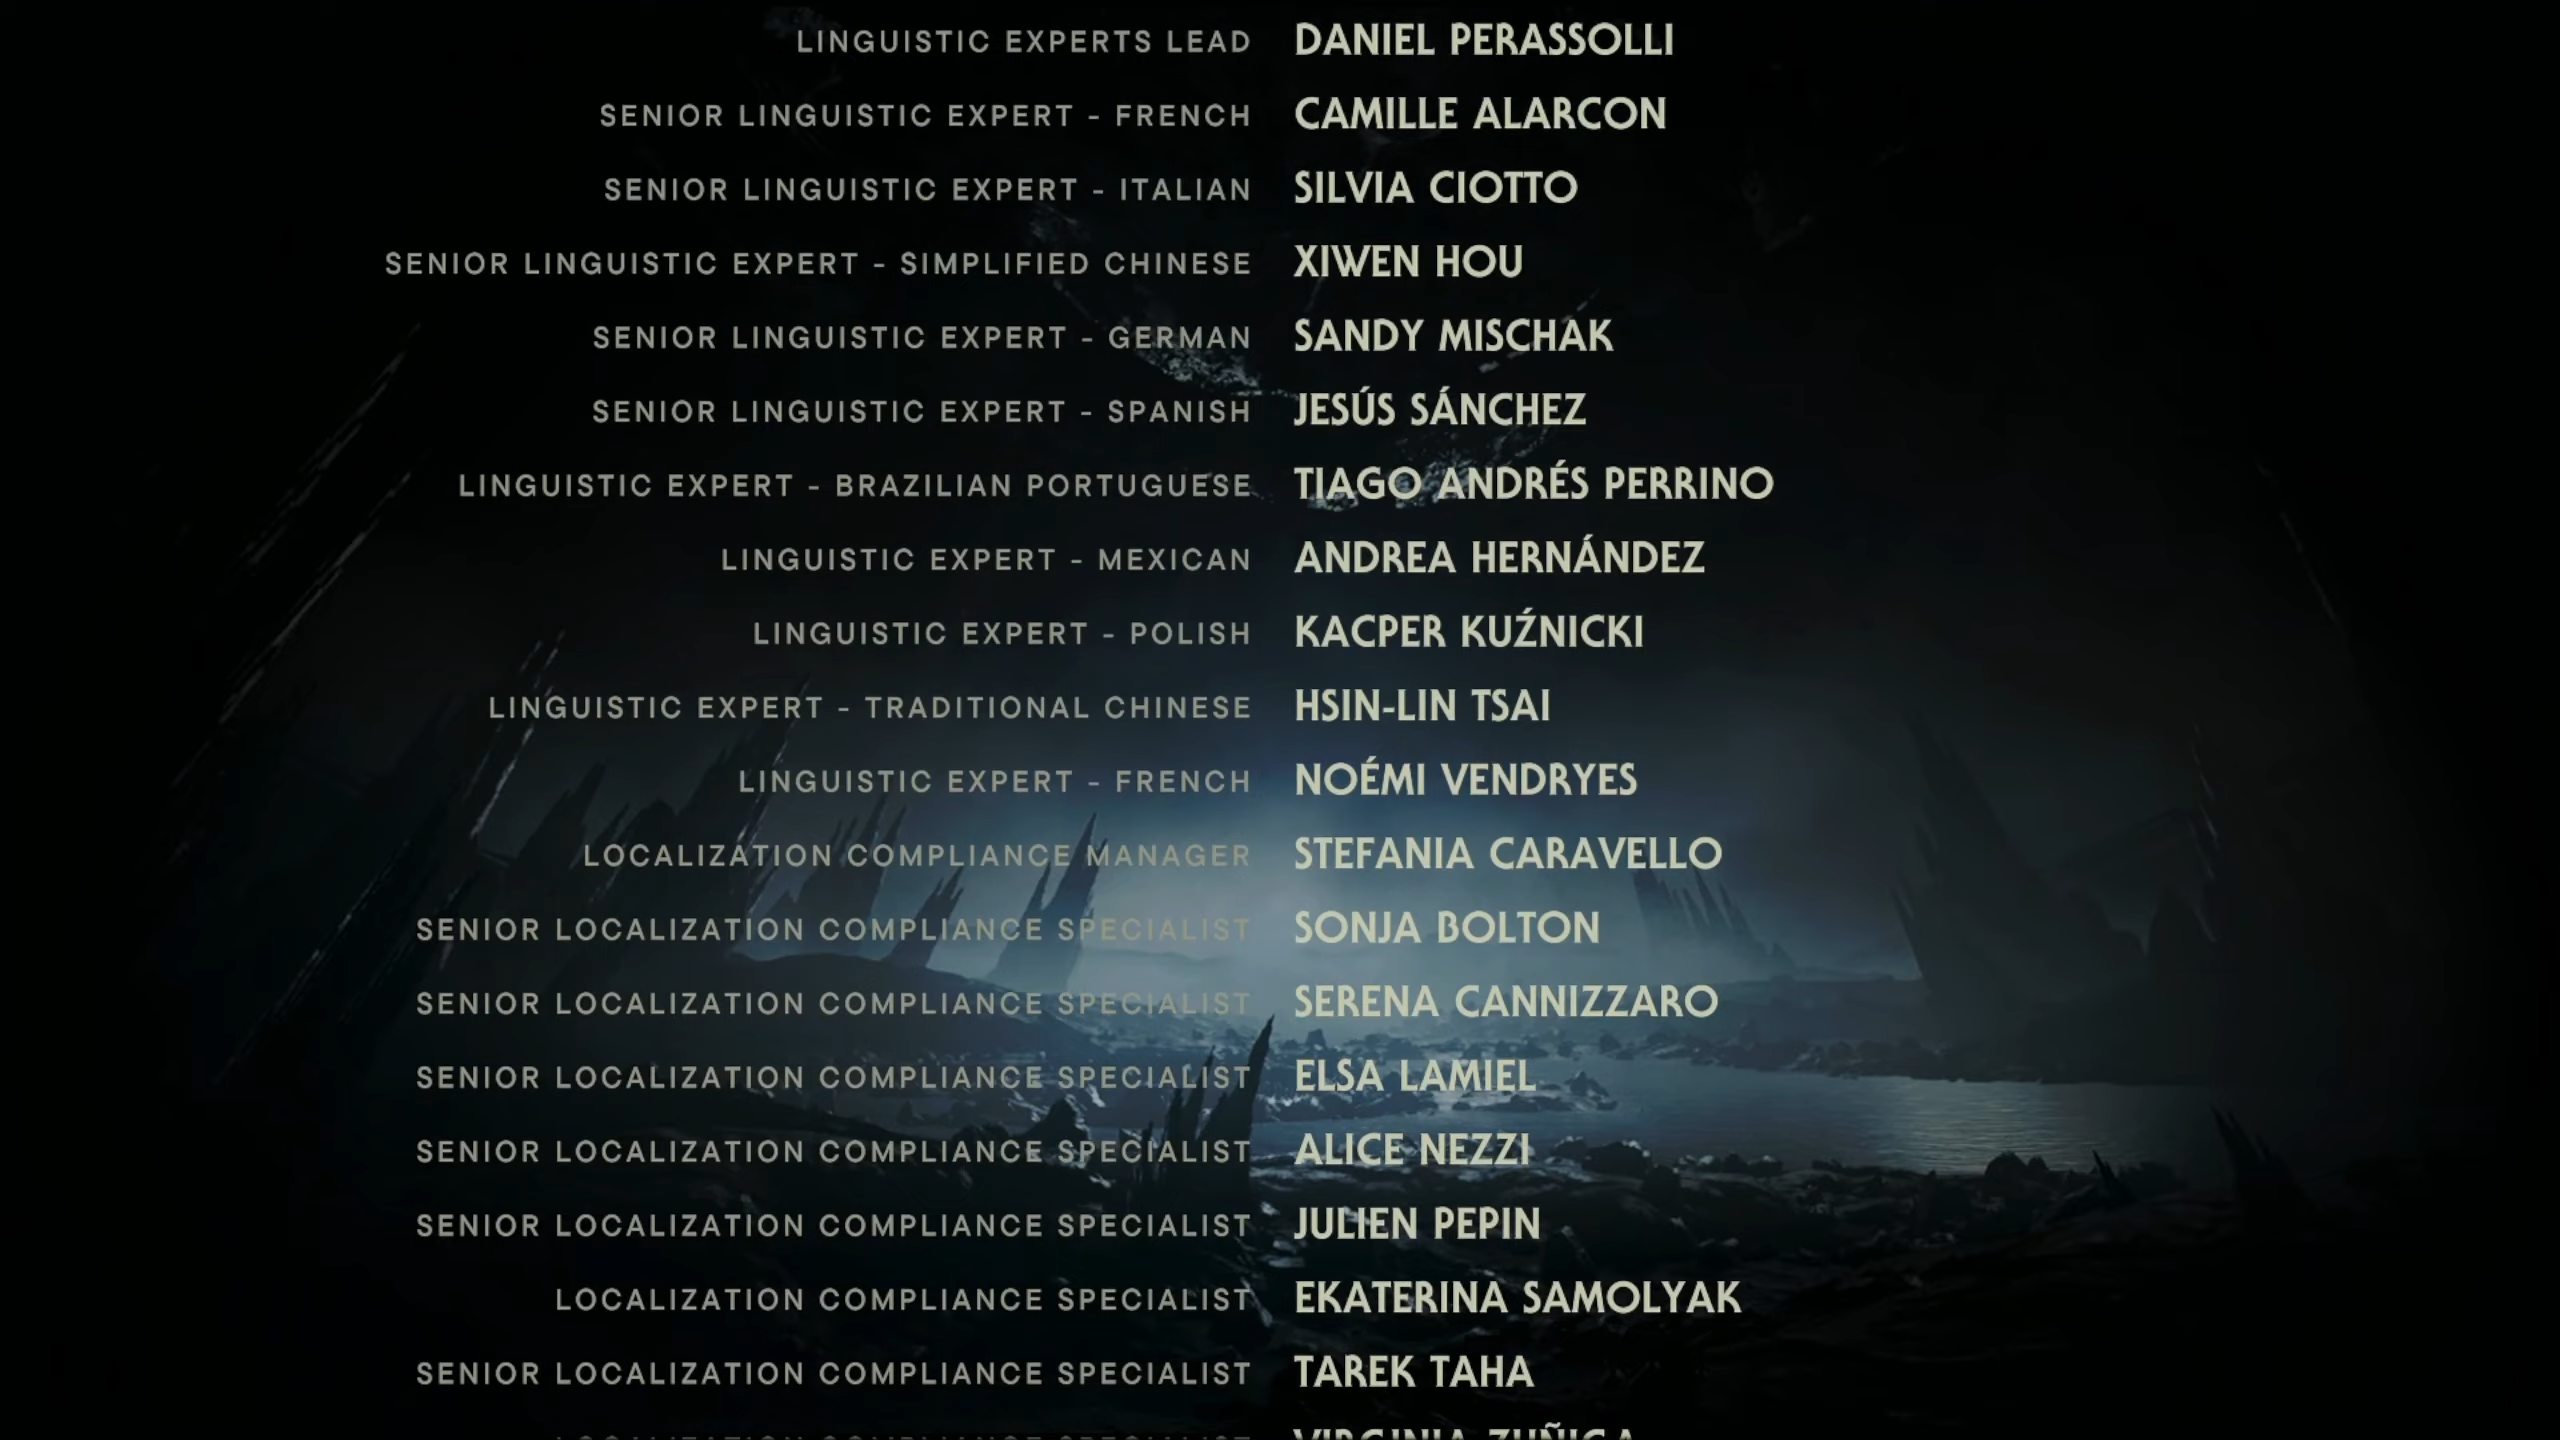 LINGUISTIC EXPERTS LEAD DANIEL PERASSOLLI
SENIOR LINGUISTIC EXPERT - FRENCH CAMILLE ALARCON
SENIOR LINGUISTIC EXPERT - ITALIAN SILVIA CIOTTO
SENIOR LINGUISTIC EXPERT - SIMPLIFIED CHINESE XIWEN HOU
SENIOR LINGUISTIC EXPERT - GERMAN SANDY MISCHAK
SENIOR LINGUISTIC EXPERT - SPANISH JESÚS SÁNCHEZ
LINGUISTIC EXPERT - BRAZILIAN PORTUGUESE TIAGO ANDRÉS PERRINO
LINGUISTIC EXPERT - MEXICAN ANDREA HERNÁNDEZ
LINGUISTIC EXPERT - POLISH KACPER KUŹNICKI
LINGUISTIC EXPERT - TRADITIONAL CHINESE HSIN-LIN TSAI
LINGUISTIC EXPERT - FRENCH NOÉMI VENDRYES
LOCALIZATION COMPLIANCE MANAGER STEFANIA CARAVELLO
SENIOR LOCALIZATION COMPLIANCE SPECIALIST SONJA BOLTON
SENIOR LOCALIZATION COMPLIANCE SPECIALIST SERENA CANNIZZARO
SENIOR LOCALIZATION COMPLIANCE SPECIALIST ELSA LAMIEL
SENIOR LOCALIZATION COMPLIANCE SPECIALIST ALICE NEZZI
SENIOR LOCALIZATION COMPLIANCE SPECIALIST JULIEN PEPIN
LOCALIZATION COMPLIANCE SPECIALIST EKATERINA SAMOLYAK
SENIOR LOCALIZATION COMPLIANCE SPECIALIST TAREK TAHA